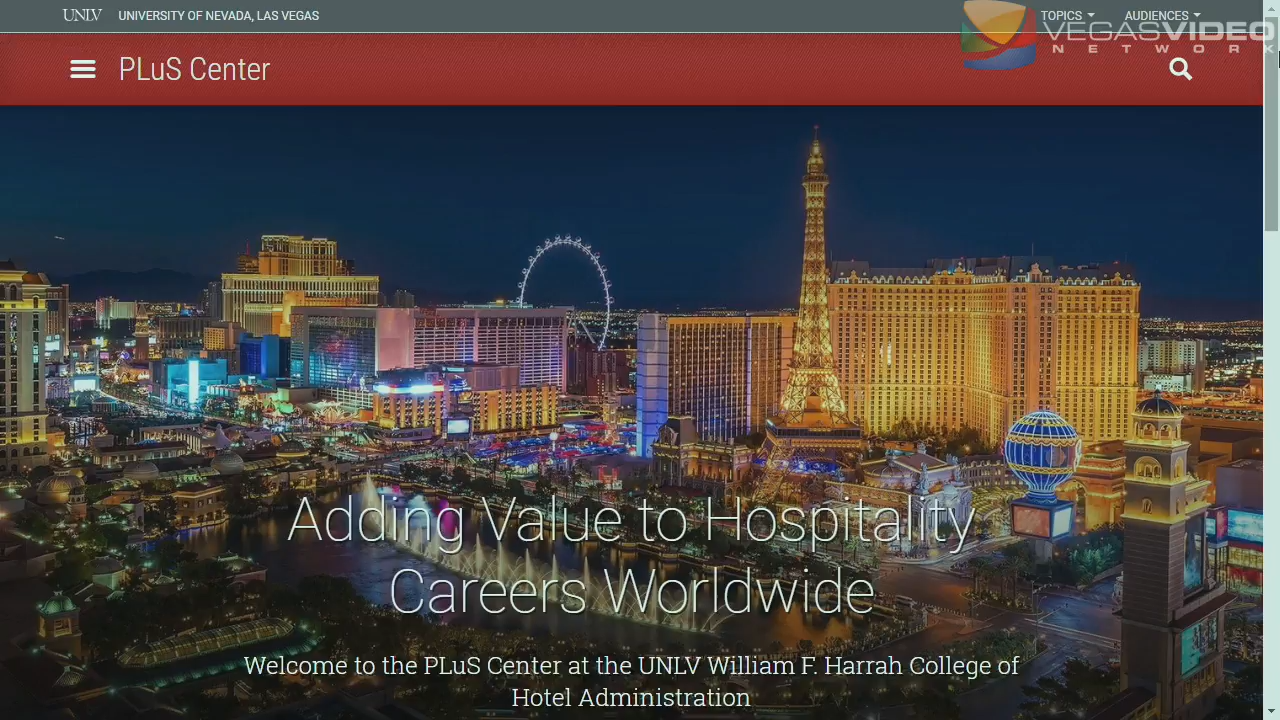 UNLV UNIVERSITY OF NEVADA, LAS VEGAS TOPICS AUDIENCES
VEGASVIDEO
NETWORK
PLuS Center
Adding Value to Hospitality
Careers Worldwide
Welcome to the PLuS Center at the UNLV William F. Harrah College of
Hotel Administration